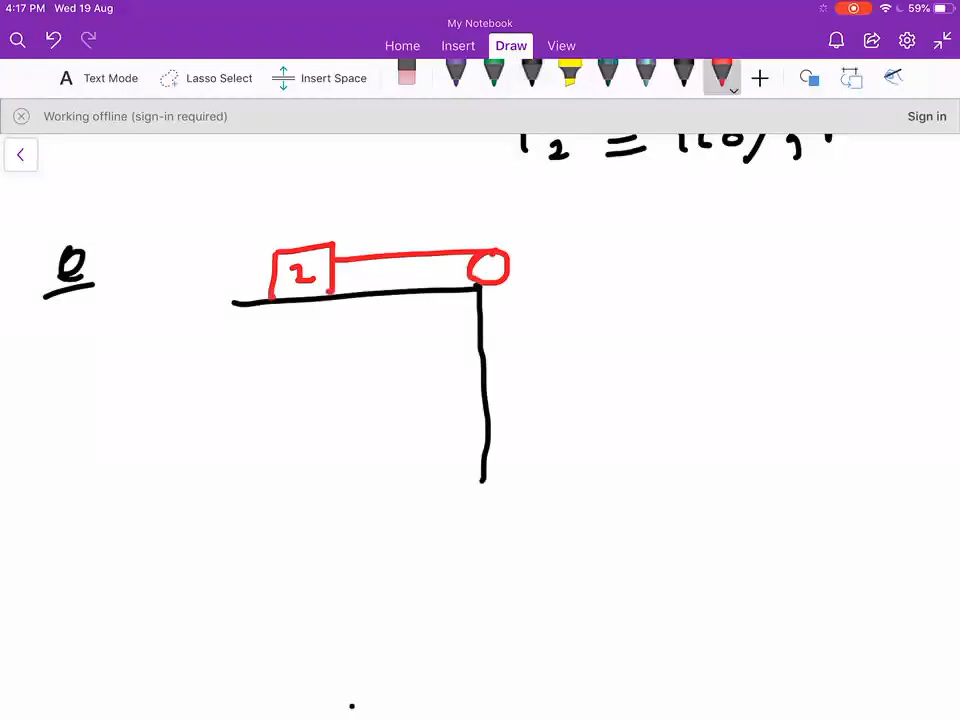 4:17 PM Wed 19 Aug
59%
My Notebook
Home Insert Draw View
A Text Mode Lasso Select Insert Space
Working offline (sign-in required) Sign in
Q
2